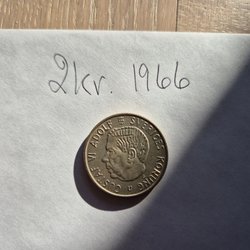 2kr. 1966
GUSTAF VI ADOLF SVERIGES KONUNG